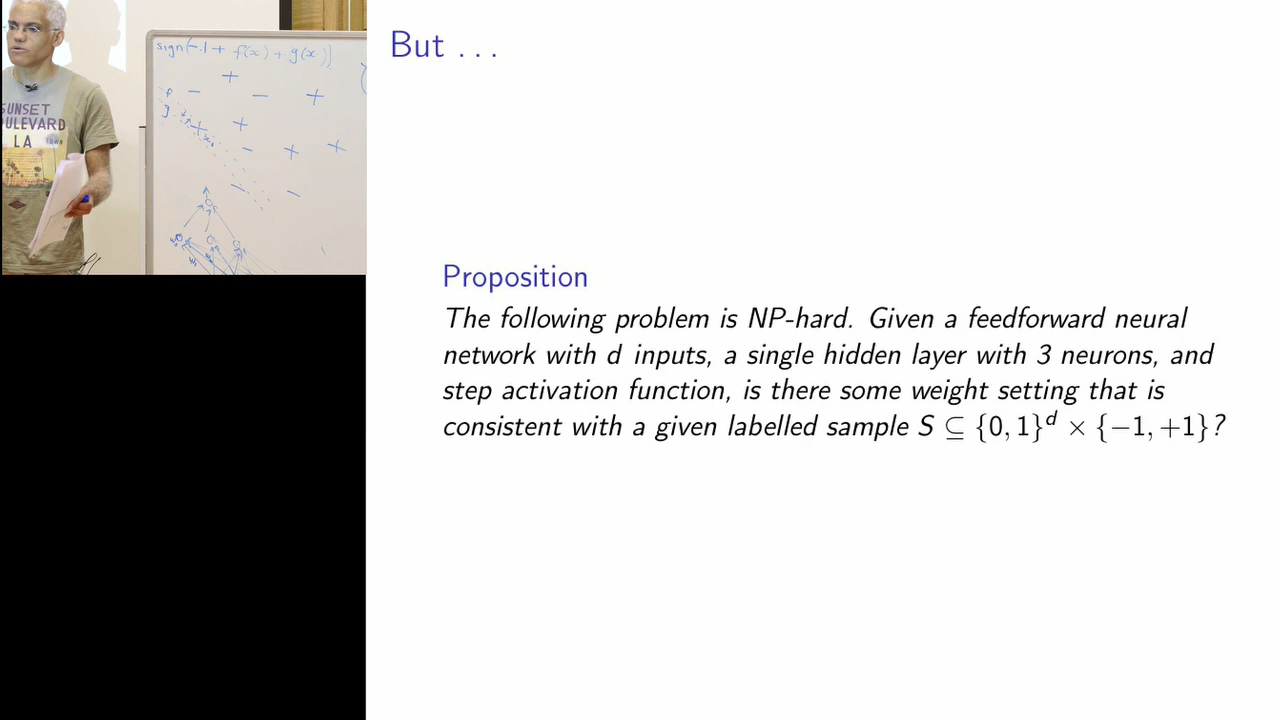 But . . .
Proposition
The following problem is NP-hard. Given a feedforward neural
network with d inputs, a single hidden layer with 3 neurons, and
step activation function, is there some weight setting that is
consistent with a given labelled sample S ⊆ {0, 1}^d × {−1, +1}?
sign(-.1 + f(x) + g(x))
SUNSET
LA